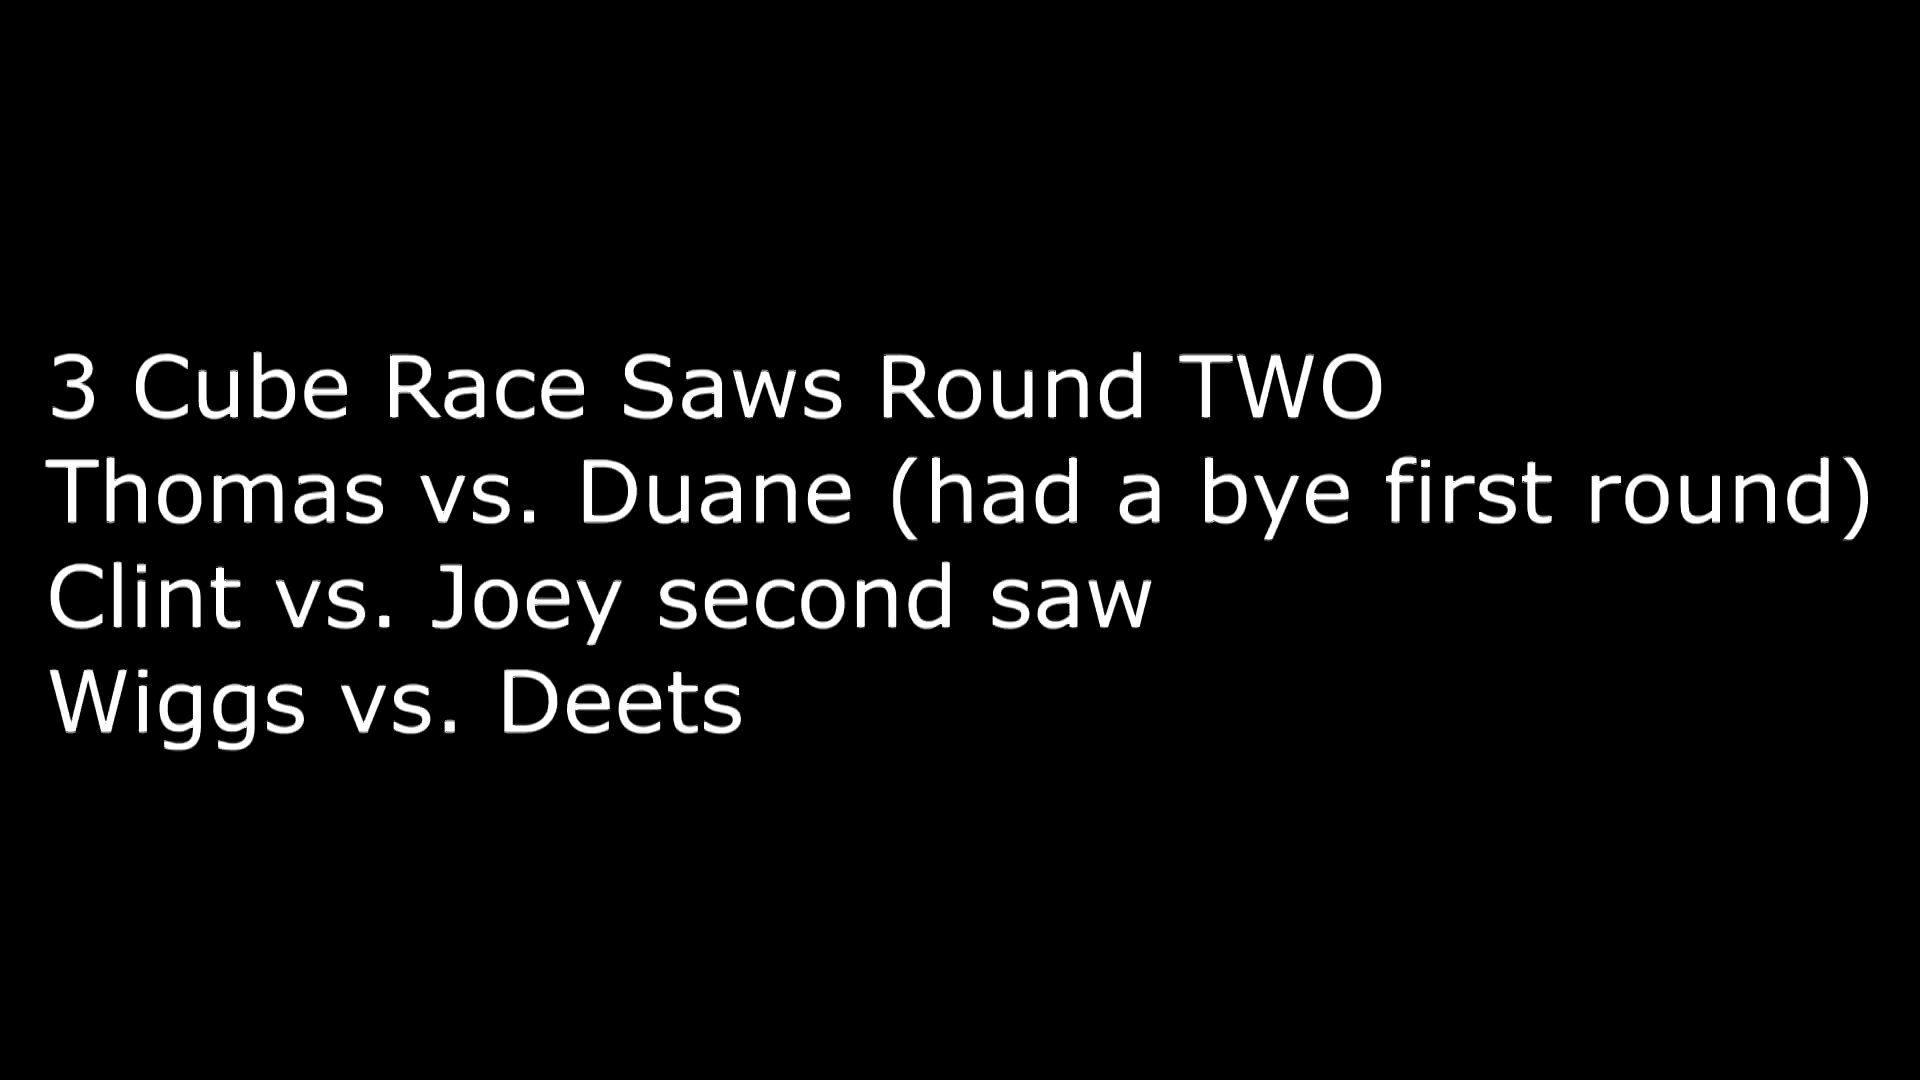 3 Cube Race Saws Round TWO
Thomas vs. Duane (had a bye first round)
Clint vs. Joey second saw
Wiggs vs. Deets